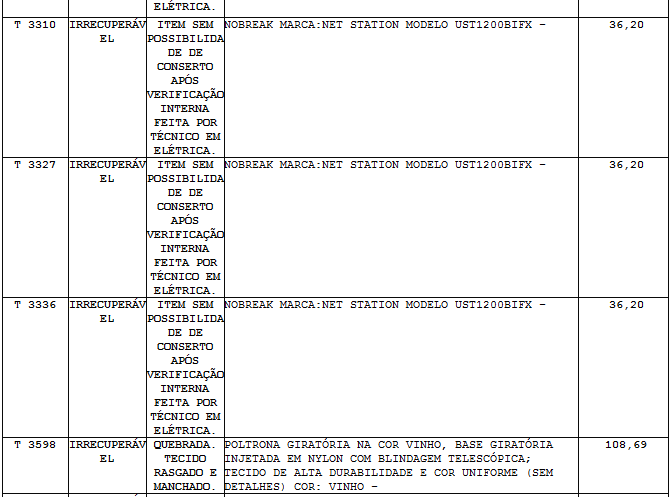 ELÉTRICA.
T 3310 IRRECUPERÁV ITEM SEM NOBREAK MARCA:NET STATION MODELO UST1200BIFX – 36,20
EL POSSIBILIDA
DE DE
CONSERTO
APÓS
VERIFICAÇÃO
INTERNA
FEITA POR
TÉCNICO EM
ELÉTRICA.
T 3327 IRRECUPERÁV ITEM SEM NOBREAK MARCA:NET STATION MODELO UST1200BIFX – 36,20
EL POSSIBILIDA
DE DE
CONSERTO
APÓS
VERIFICAÇÃO
INTERNA
FEITA POR
TÉCNICO EM
ELÉTRICA.
T 3336 IRRECUPERÁV ITEM SEM NOBREAK MARCA:NET STATION MODELO UST1200BIFX – 36,20
EL POSSIBILIDA
DE DE
CONSERTO
APÓS
VERIFICAÇÃO
INTERNA
FEITA POR
TÉCNICO EM
ELÉTRICA.
T 3598 IRRECUPERÁV QUEBRADA. POLTRONA GIRATÓRIA NA COR VINHO, BASE GIRATÓRIA 108,69
EL TECIDO INJETADA EM NYLON COM BLINDAGEM TELESCÓPICA;
RASGADO E TECIDO DE ALTA DURABILIDADE E COR UNIFORME (SEM
MANCHADO. DETALHES) COR: VINHO –